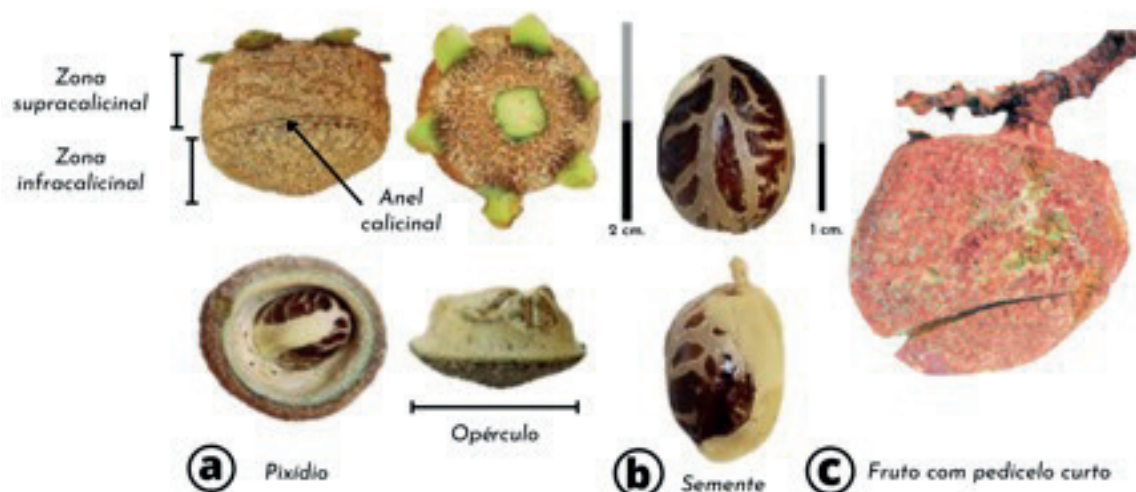 Zona
supracalicinal
Zona
infracalicinal
Anel
calicinal
2 cm.
1 cm.
Opérculo
a
Pixídio
b
Semente
c
Fruto com pedicelo curto